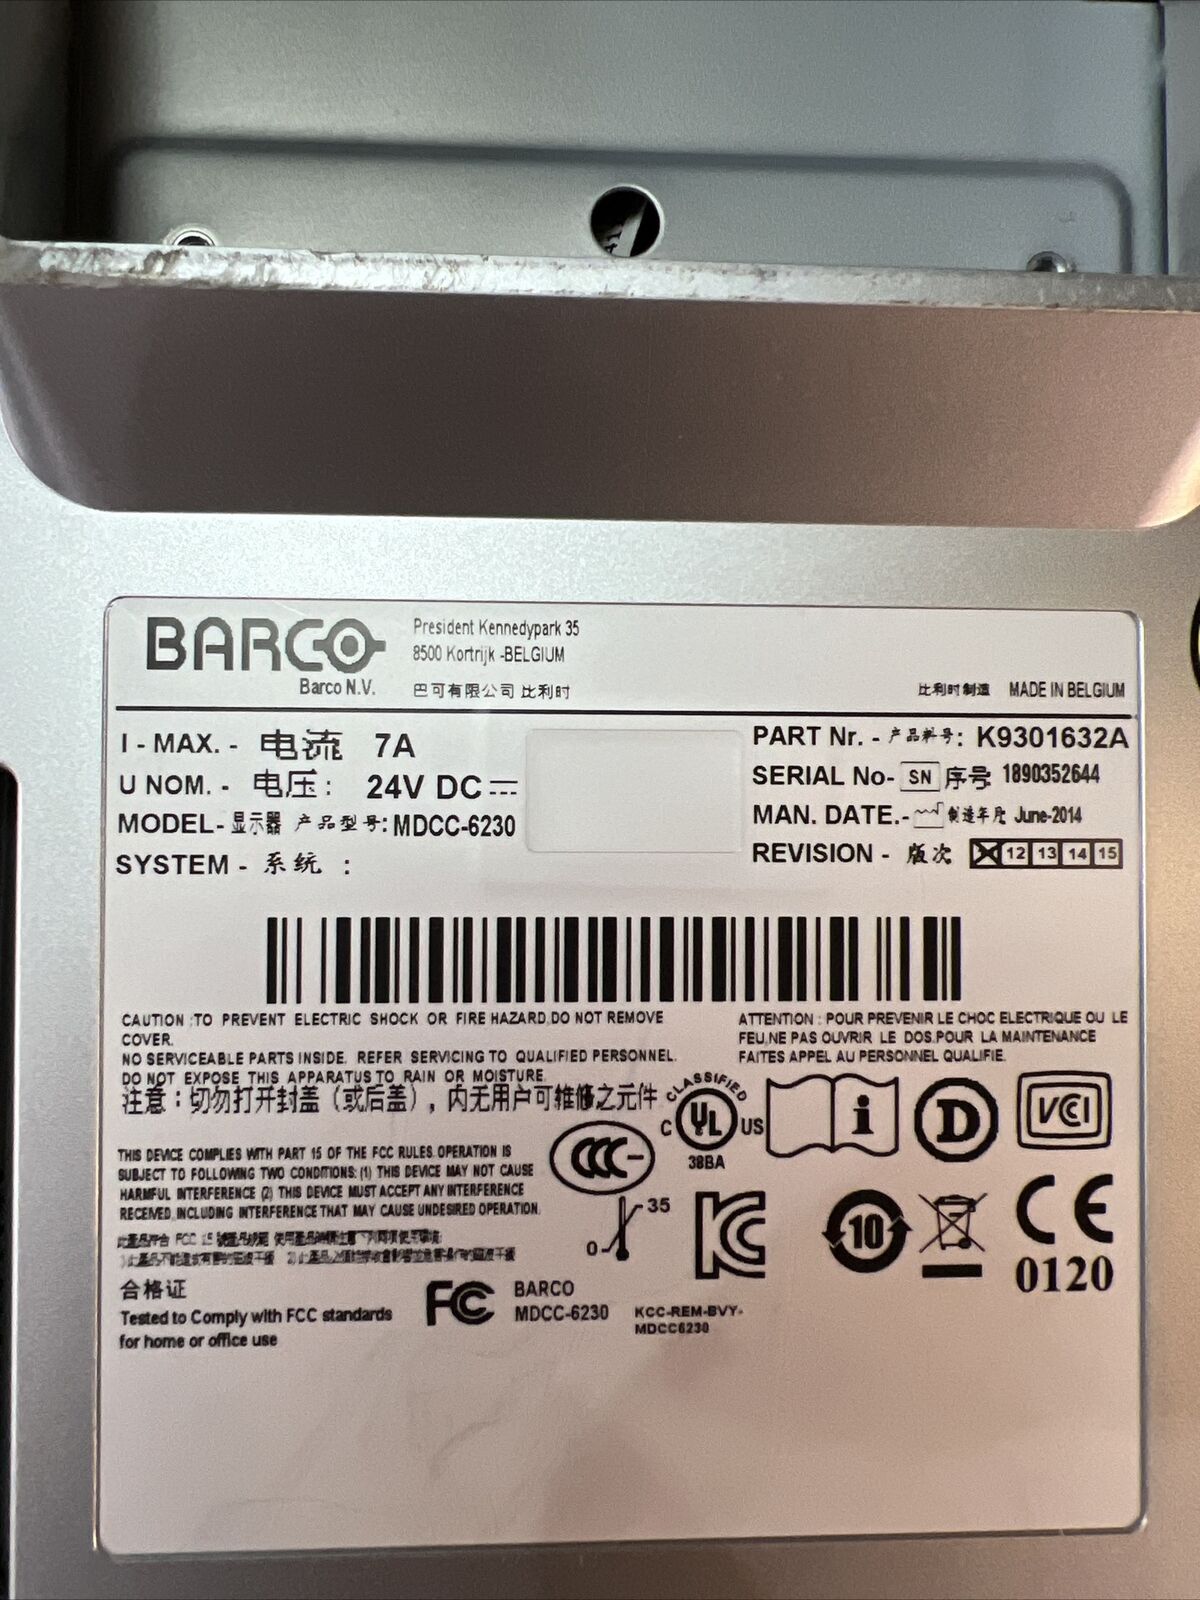 BARCO
Barco N.V.
President Kennedypark 35
8500 Kortrijk -BELGIUM
巴可有限公司 比利时
比利时制造 MADE IN BELGIUM
I - MAX. - 电流 7A
U NOM. - 电压: 24V DC
MODEL- 显示器 产品型号: MDCC-6230
SYSTEM - 系统 :
PART Nr. - 产品料号: K9301632A
SERIAL No- SN 序号 1890352644
MAN. DATE.- 制造年月 June-2014
REVISION - 版次 12 13 14 15
CAUTION :TO PREVENT ELECTRIC SHOCK OR FIRE HAZARD,DO NOT REMOVE
COVER.
NO SERVICEABLE PARTS INSIDE. REFER SERVICING TO QUALIFIED PERSONNEL.
DO NOT EXPOSE THIS APPARATUS TO RAIN OR MOISTURE
注意：切勿打开封盖（或后盖），内无用户可维修之元件
ATTENTION : POUR PREVENIR LE CHOC ELECTRIQUE OU LE
FEU,NE PAS OUVRIR LE DOS.POUR LA MAINTENANCE
FAITES APPEL AU PERSONNEL QUALIFIE.
CLASSIFIED
C UL US
38BA
i
D
VCCI
THIS DEVICE COMPLIES WITH PART 15 OF THE FCC RULES. OPERATION IS
SUBJECT TO FOLLOWING TWO CONDITIONS: (1) THIS DEVICE MAY NOT CAUSE
HARMFUL INTERFERENCE (2) THIS DEVICE MUST ACCEPT ANY INTERFERENCE
RECEIVED, INCLUDING INTERFERENCE THAT MAY CAUSE UNDESIRED OPERATION.
CCC
35
0
KC
10
CE
0120
合格证
Tested to Comply with FCC standards
for home or office use
FC
BARCO
MDCC-6230
KCC-REM-BVY-
MDCC6230